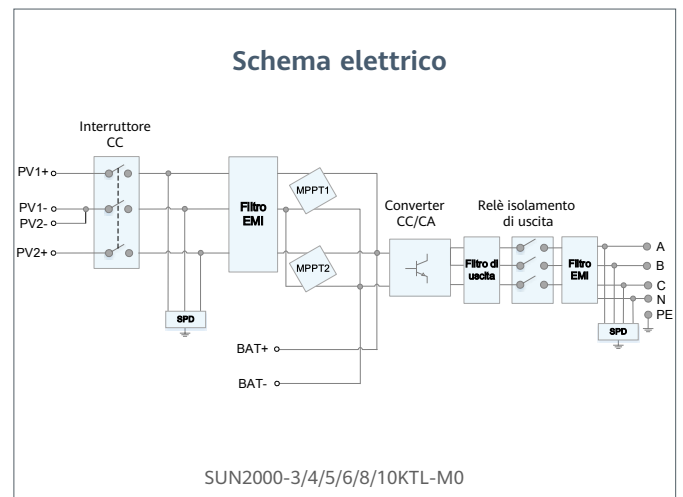 Schema elettrico
Interruttore
CC
PV1+
PV1-
PV2-
PV2+
Filtro
EMI
MPPT1
MPPT2
SPD
BAT+
BAT-
Converter
CC/CA
Filtro di
uscita
Relè isolamento
di uscita
Filtro
EMI
SPD
A
B
C
N
PE
SUN2000-3/4/5/6/8/10KTL-M0